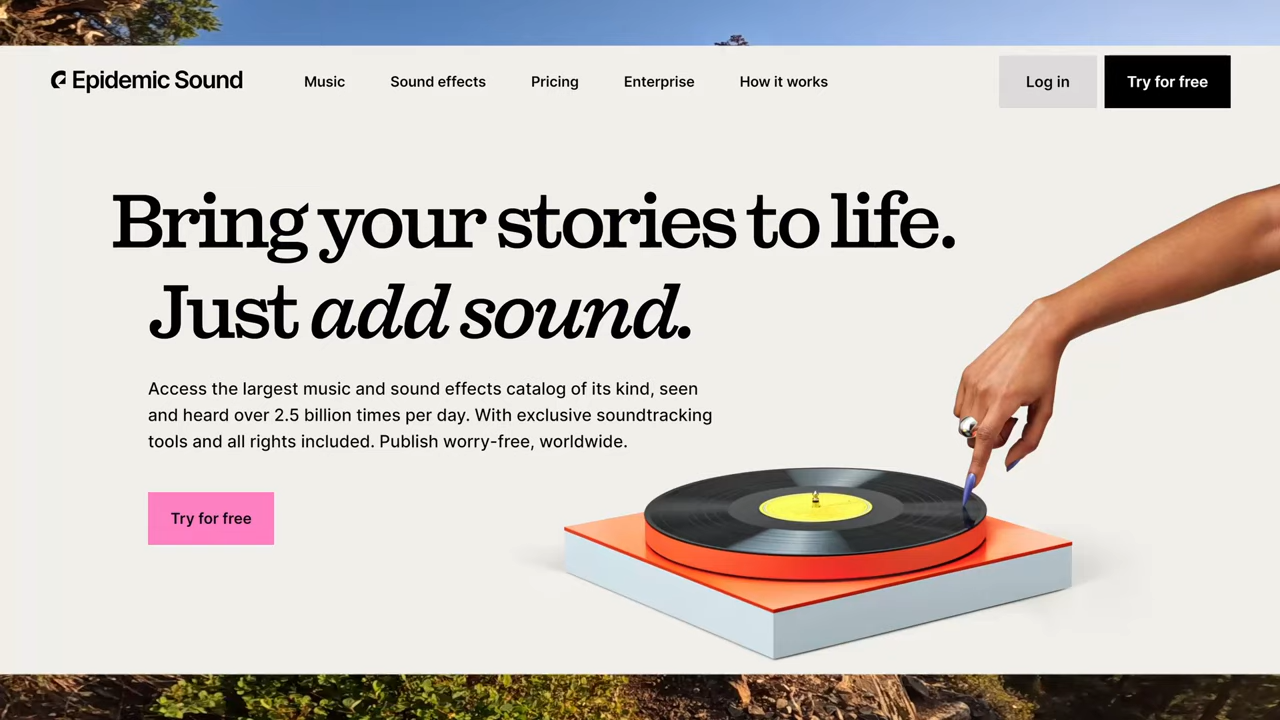 Epidemic Sound
Music
Sound effects
Pricing
Enterprise
How it works
Log in
Try for free
Bring your stories to life.
Just add sound.
Access the largest music and sound effects catalog of its kind, seen
and heard over 2.5 billion times per day. With exclusive soundtracking
tools and all rights included. Publish worry-free, worldwide.
Try for free